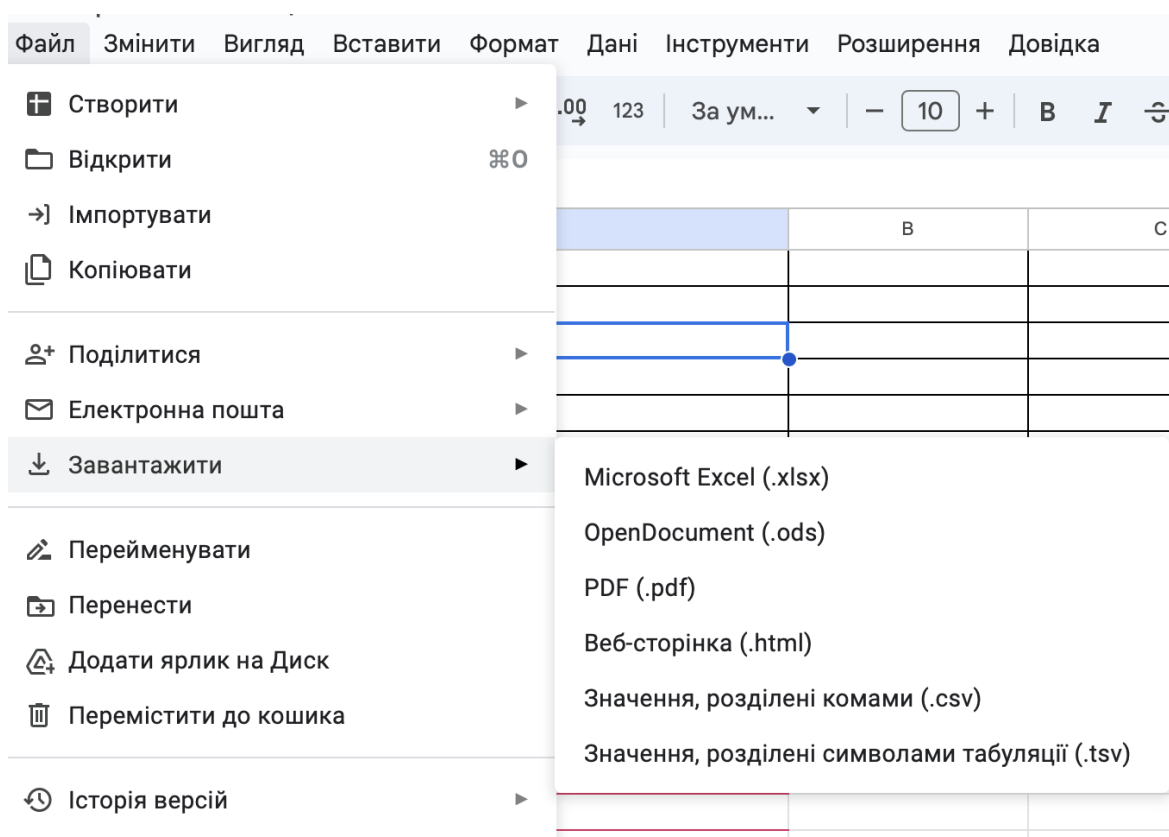 Файл Змінити Вигляд Вставити Формат Дані Інструменти Розширення Довідка
.00 123 За ум... 10 B I S
Створити
Відкрити ⌘O
Імпортувати
Копіювати
B C
Поділитися
Електронна пошта
Завантажити
Microsoft Excel (.xlsx)
OpenDocument (.ods)
PDF (.pdf)
Веб-сторінка (.html)
Значення, розділені комами (.csv)
Значення, розділені символами табуляції (.tsv)
Перейменувати
Перенести
Додати ярлик на Диск
Перемістити до кошика
Історія версій